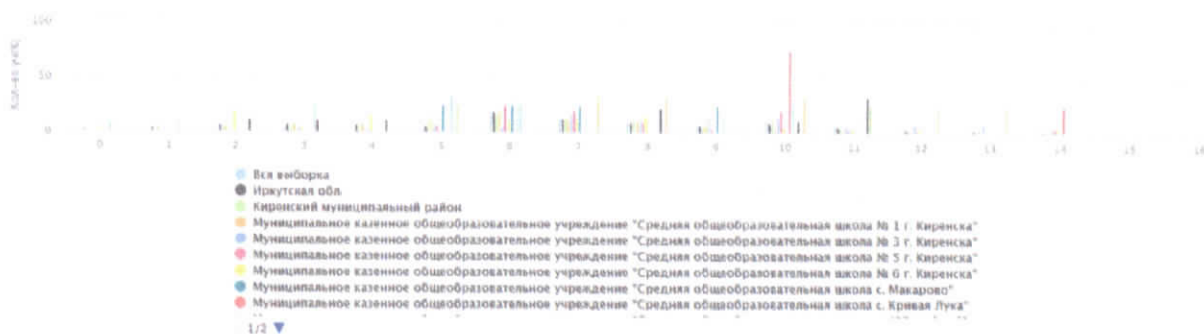 100
50
0
0 1 2 3 4 5 6 7 8 9 10 11 12 13 14 15 16
Вся выборка
Иркутская обл.
Киренский муниципальный район
Муниципальное казенное общеобразовательное учреждение "Средняя общеобразовательная школа № 1 г. Киренска"
Муниципальное казенное общеобразовательное учреждение "Средняя общеобразовательная школа № 3 г. Киренска"
Муниципальное казенное общеобразовательное учреждение "Средняя общеобразовательная школа № 5 г. Киренска"
Муниципальное казенное общеобразовательное учреждение "Средняя общеобразовательная школа № 6 г. Киренска"
Муниципальное казенное общеобразовательное учреждение "Средняя общеобразовательная школа с. Макарово"
Муниципальное казенное общеобразовательное учреждение "Средняя общеобразовательная школа с. Кривая Лука"
1/2 ▼